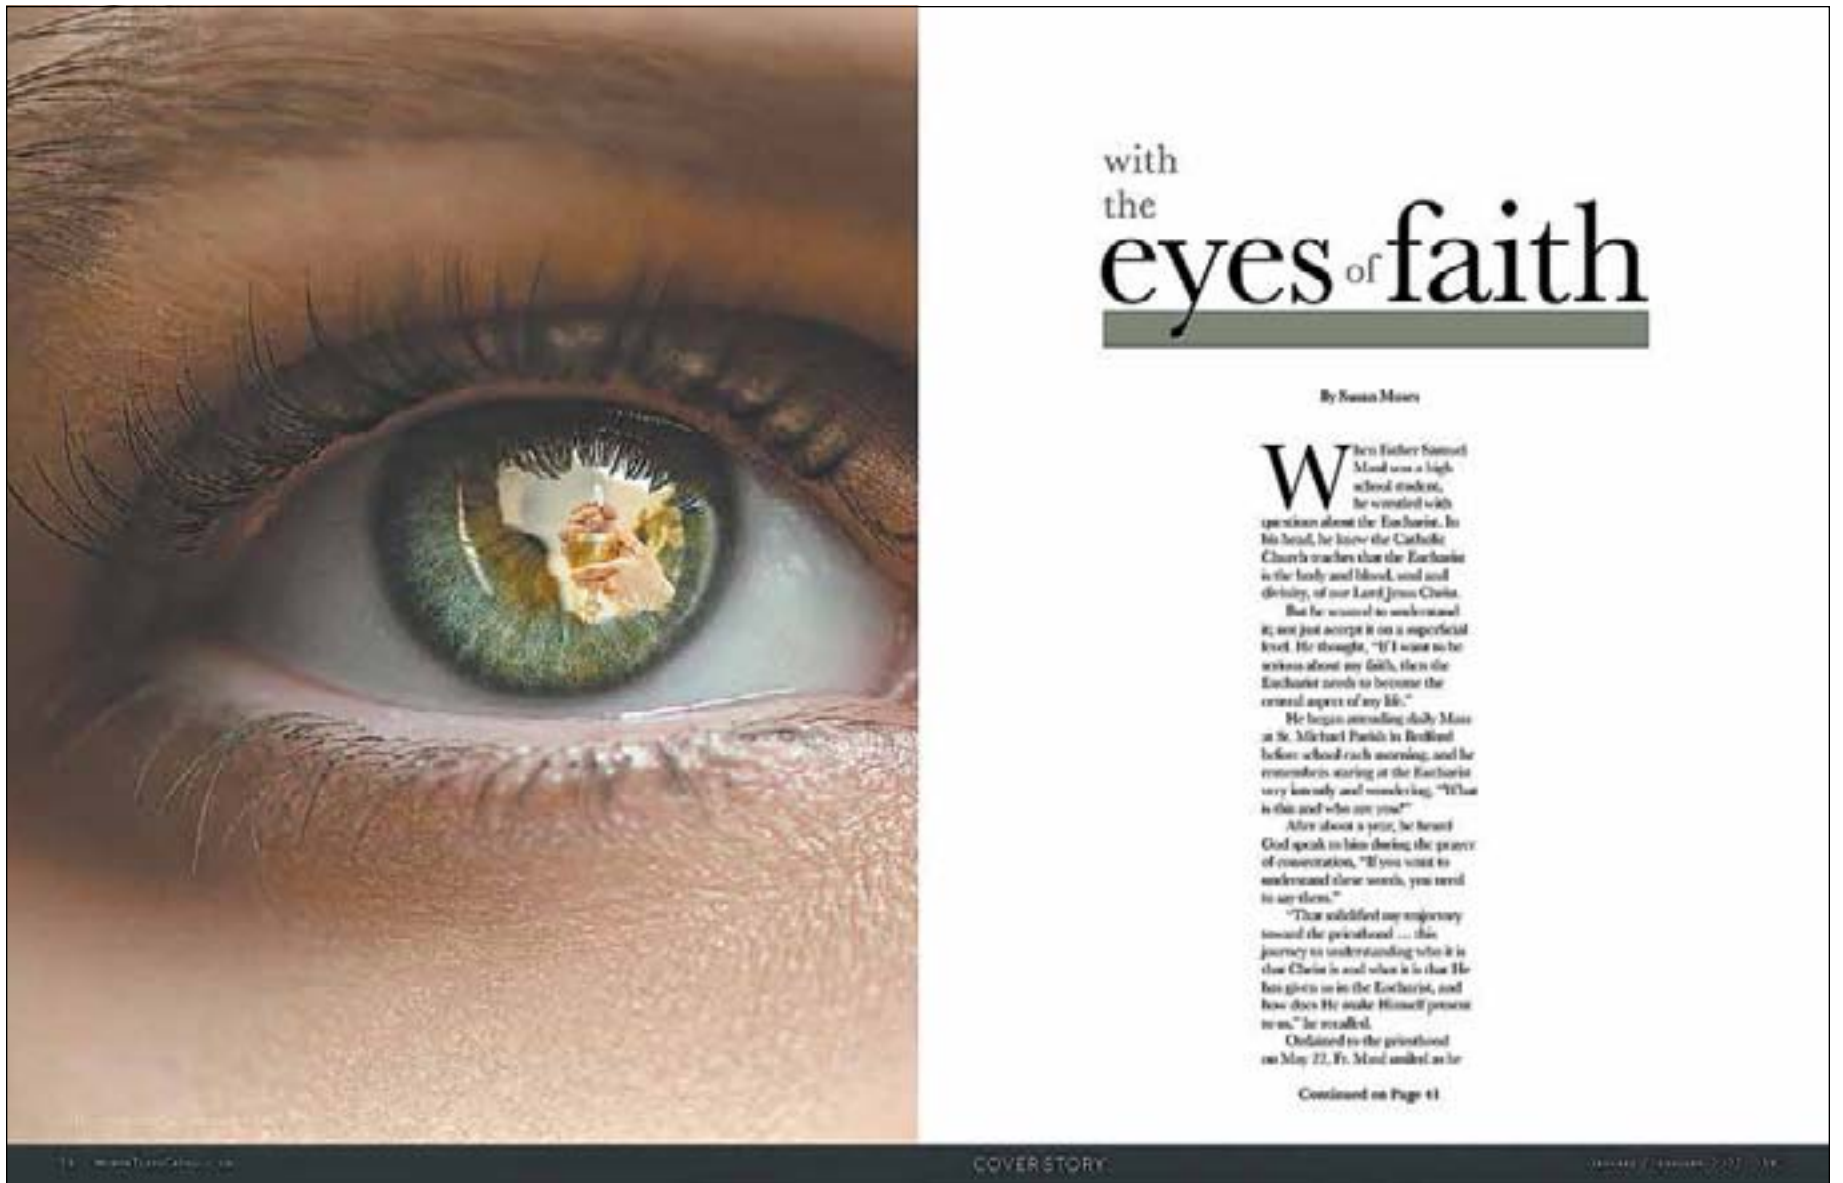 with
the
eyes of faith
By Susan Moses
When Father Samuel
Maul was a high
school student,
he wrestled with
questions about the Eucharist. In
his head, he knew the Catholic
Church teaches that the Eucharist
is the body and blood, soul and
divinity, of our Lord Jesus Christ.
But he wanted to understand
it; not just accept it on a superficial
level. He thought, “If I want to be
serious about my faith, then the
Eucharist needs to become the
central aspect of my life.”
He began attending daily Mass
at St. Michael Parish in Bedford
before school each morning, and he
remembers staring at the Eucharist
very intently and wondering, “What
is this and who are you?”
After about a year, he heard
God speak to him during the prayer
of consecration, “If you want to
understand these words, you need
to say them.”
“That solidified my trajectory
toward the priesthood … this
journey to understanding who it is
that Christ is and what it is that He
has given us in the Eucharist, and
how does He make Himself present
to us,” he recalled.
Ordained to the priesthood
on May 22, Fr. Maul smiled as he
Continued on Page 41
COVER STORY